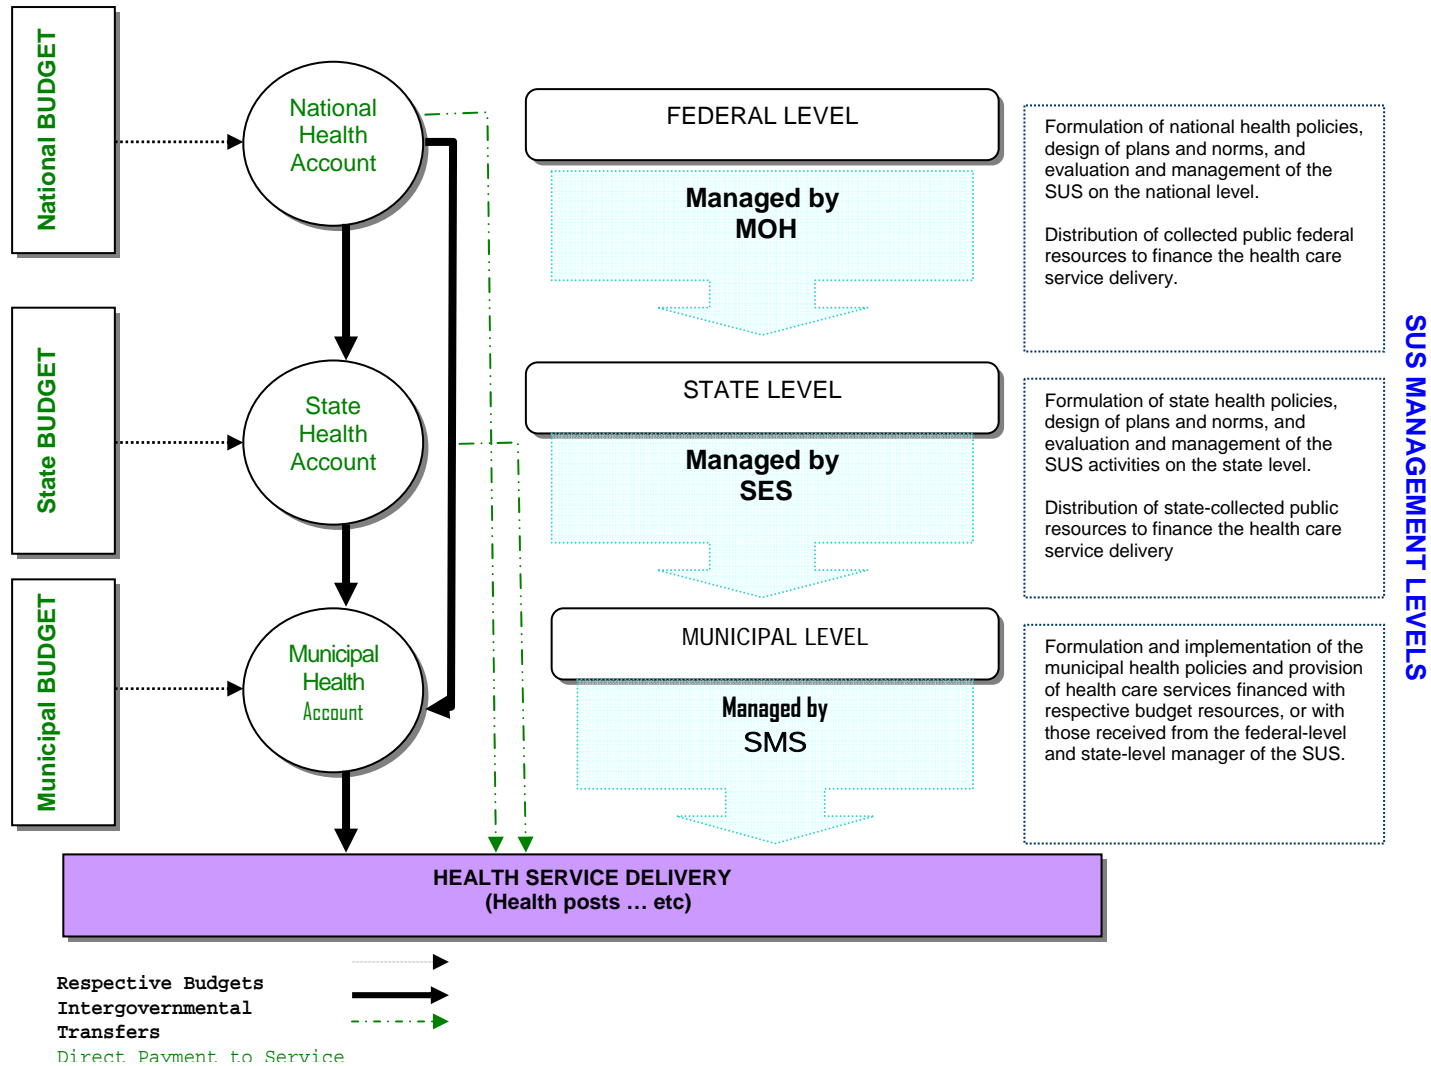 National BUDGET
National
Health
Account
FEDERAL LEVEL
Managed by
MOH
Formulation of national health policies,
design of plans and norms, and
evaluation and management of the
SUS on the national level.
Distribution of collected public federal
resources to finance the health care
service delivery.
State BUDGET
State
Health
Account
STATE LEVEL
Managed by
SES
Formulation of state health policies,
design of plans and norms, and
evaluation and management of the
SUS activities on the state level.
Distribution of state-collected public
resources to finance the health care
service delivery
SUS MANAGEMENT LEVELS
Municipal BUDGET
Municipal
Health
Account
MUNICIPAL LEVEL
Managed by
SMS
Formulation and implementation of the
municipal health policies and provision
of health care services financed with
respective budget resources, or with
those received from the federal-level
and state-level manager of the SUS.
HEALTH SERVICE DELIVERY
(Health posts … etc)
Respective Budgets
Intergovernmental
Transfers
Direct Payment to Service